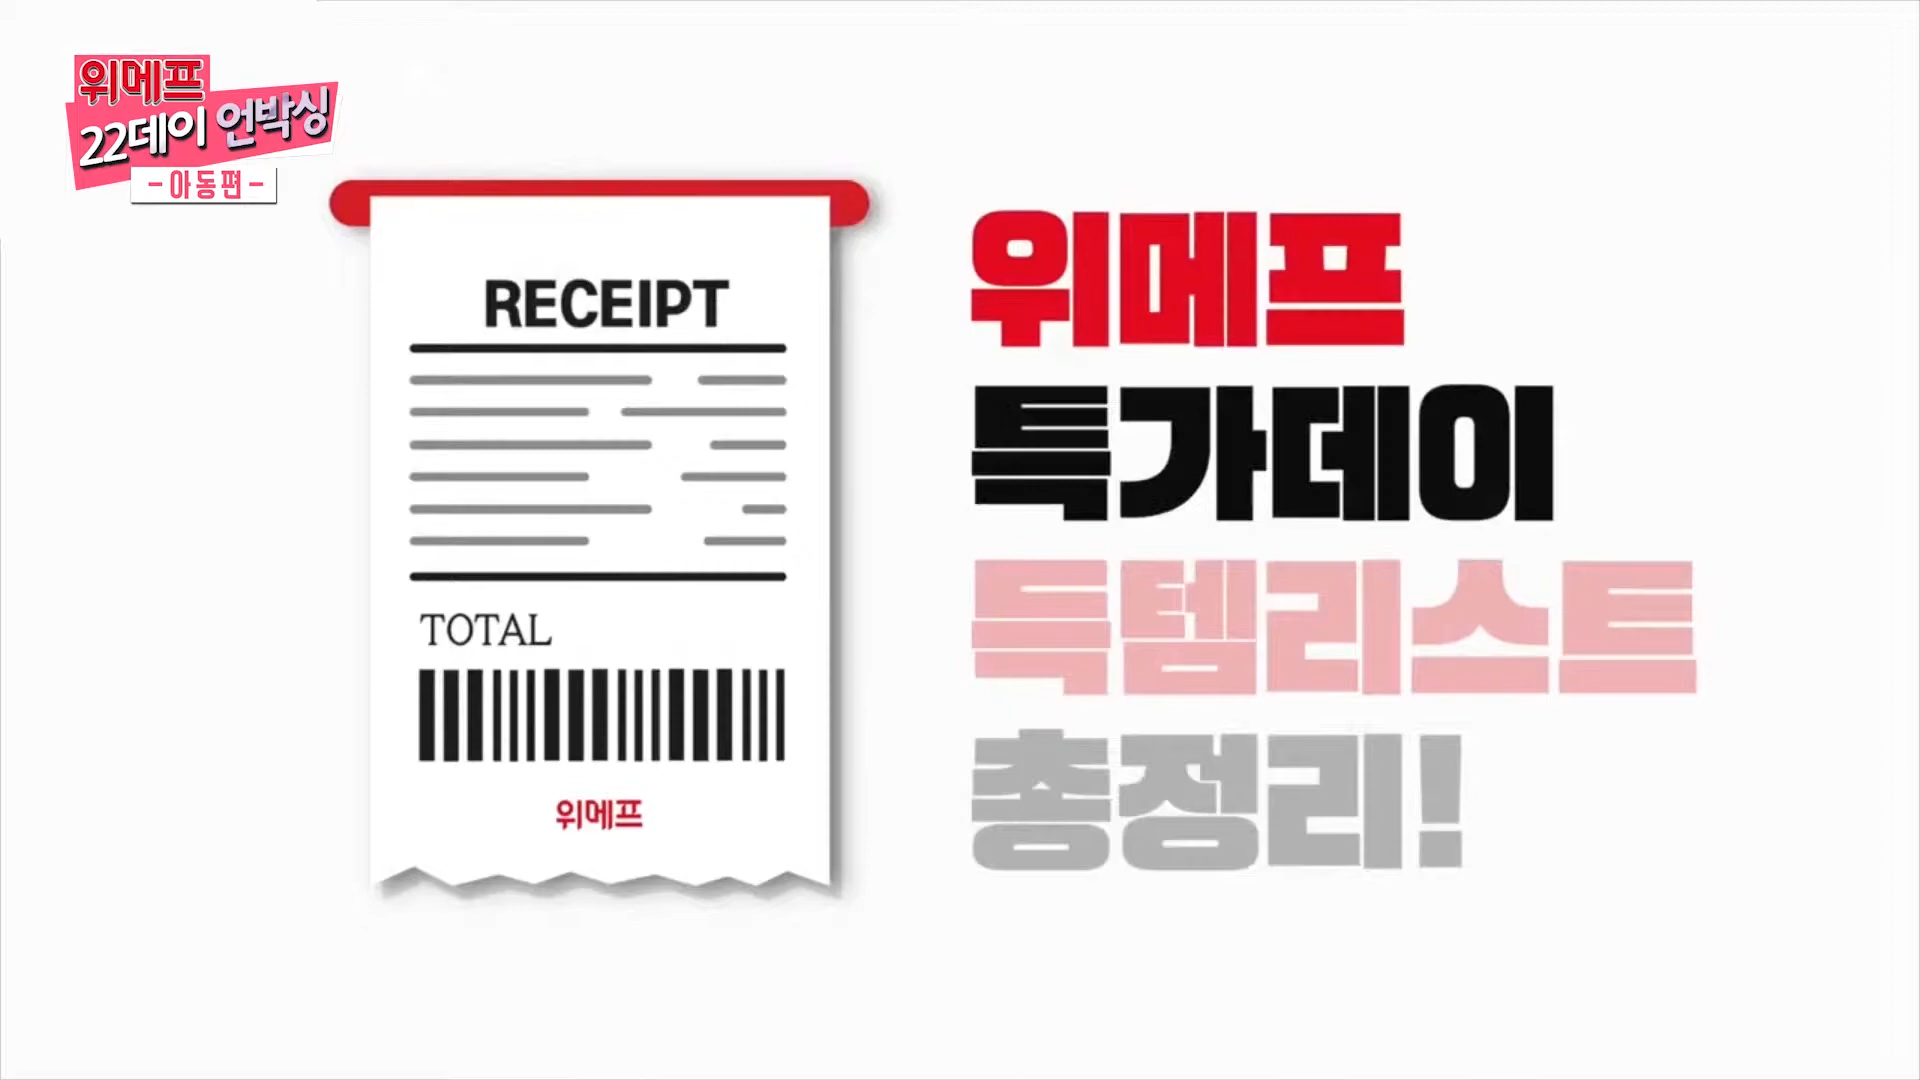 위메프
22데이 언박싱
- 아동편 -
RECEIPT
TOTAL
위메프
위메프
특가데이
득템리스트
총정리!